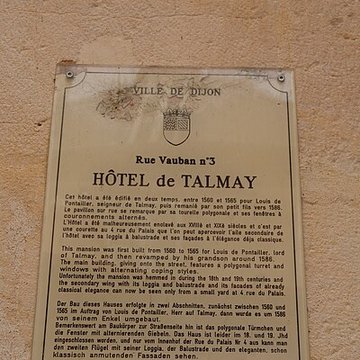 VILLE DE DIJON
Rue Vauban n°3
HÔTEL de TALMAY
Cet hôtel a été édifié en deux temps, entre 1560 et 1565 pour Louis de
Pontailler, seigneur de Talmay, puis remanié par son petit fils vers 1586.
Le pavillon sur rue se remarque par sa tourelle polygonale et ses fenêtres à
couronnements alternés.
L'Hôtel a été malheureusement enclavé aux XVIIIè et XIXè siècles et n'est par
une courette au 4 rue du Palais que l'on peut apercevoir l'aile secondaire de
l'hôtel avec sa loggia à balustrade et ses façades à l'élégance déjà classique.
This mansion was first built from 1560 to 1565 for Louis de Pontailler, lord
of Talmay, and then revamped by his grandson around 1586.
The main building, giving onto the street, features a polygonal turret and
windows with alternating coping styles.
Unfortunately the mansion was hemmed in during the 18th and 19th centuries and
the secondary wing with its loggia and balustrade and its facades of already
classical elegance can now be seen only from a small yard at 4 rue du Palais.
Der Bau dieses Hauses erfolgte in zwei Abschnitten, zunächst zwischen 1560 und
1565 im Auftrag von Louis de Pontailler, Herr auf Talmay, dann wurde es um 1586
von seinem Enkel umgebaut.
Bemerkenswert am Baukörper zur Straßenseite hin ist das polygonale Türmchen und
die Fenster mit alternierenden Giebeln. Das Haus ist leider im 18. und 19. Jhd
eingeschlossen worden, und nur vom Innenhof der Rue du Palais Nr 4 aus kann man
den zweiten Flügel mit seiner Loggia, der Balustrade und den eleganten, schon
klassisch anmutenden Fassaden sehen.